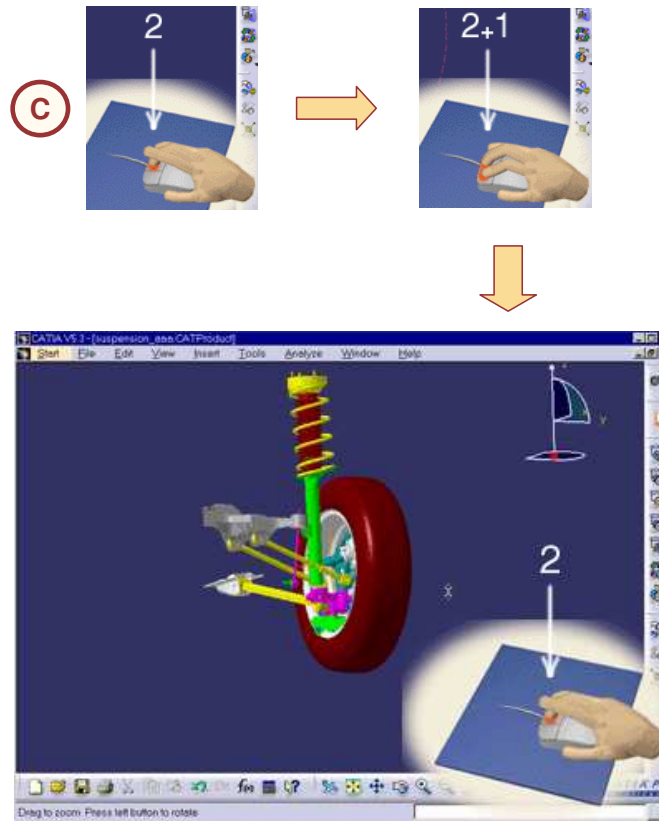 2
2+1
C
CATIA V5.3 - [suspension_aaa.CATProduct]
Start File Edit View Insert Tools Analyze Window Help
Y
2
f(x)
Drag to zoom. Press left button to rotate